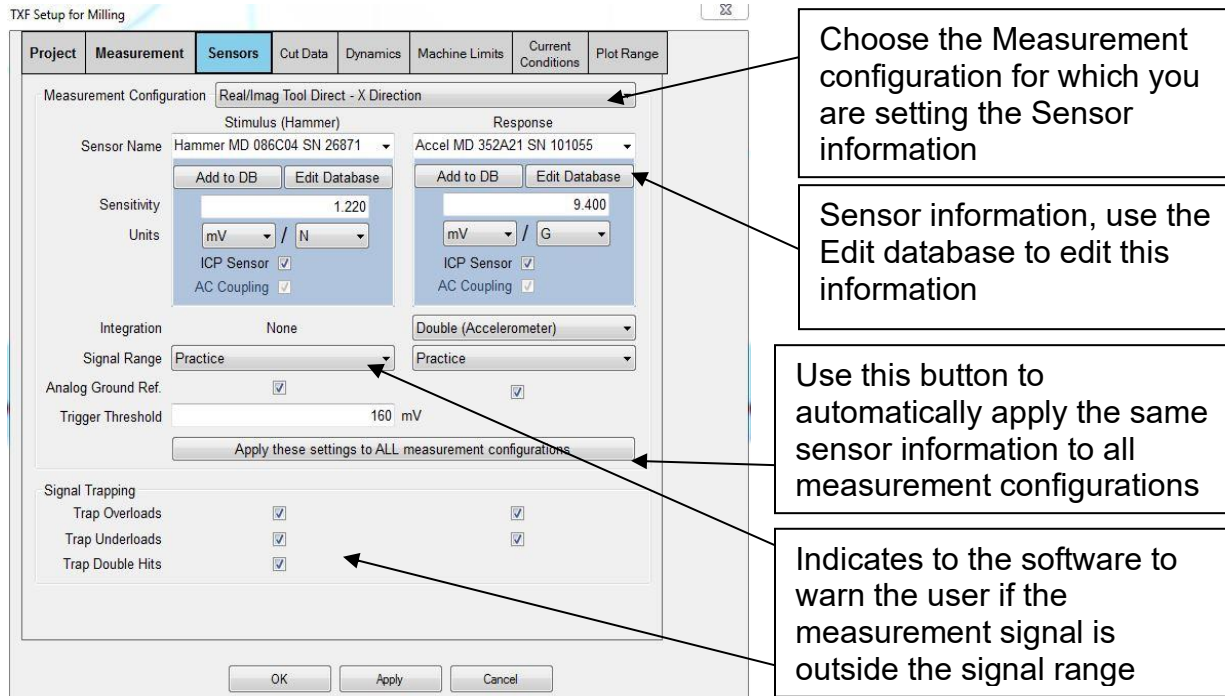 TXF Setup for Milling
Project Measurement Sensors Cut Data Dynamics Machine Limits Current Conditions Plot Range
Measurement Configuration Real/Imag Tool Direct - X Direction
Stimulus (Hammer) Response
Sensor Name Hammer MD 086C04 SN 26871 Accel MD 352A21 SN 101055
Add to DB Edit Database Add to DB Edit Database
Sensitivity 1.220 9.400
Units mV / N mV / G
ICP Sensor ICP Sensor
AC Coupling AC Coupling
Integration None Double (Accelerometer)
Signal Range Practice Practice
Analog Ground Ref.
Trigger Threshold 160 mV
Apply these settings to ALL measurement configurations
Signal Trapping
Trap Overloads
Trap Underloads
Trap Double Hits
OK Apply Cancel
Choose the Measurement
configuration for which you
are setting the Sensor
information
Sensor information, use the
Edit database to edit this
information
Use this button to
automatically apply the same
sensor information to all
measurement configurations
Indicates to the software to
warn the user if the
measurement signal is
outside the signal range